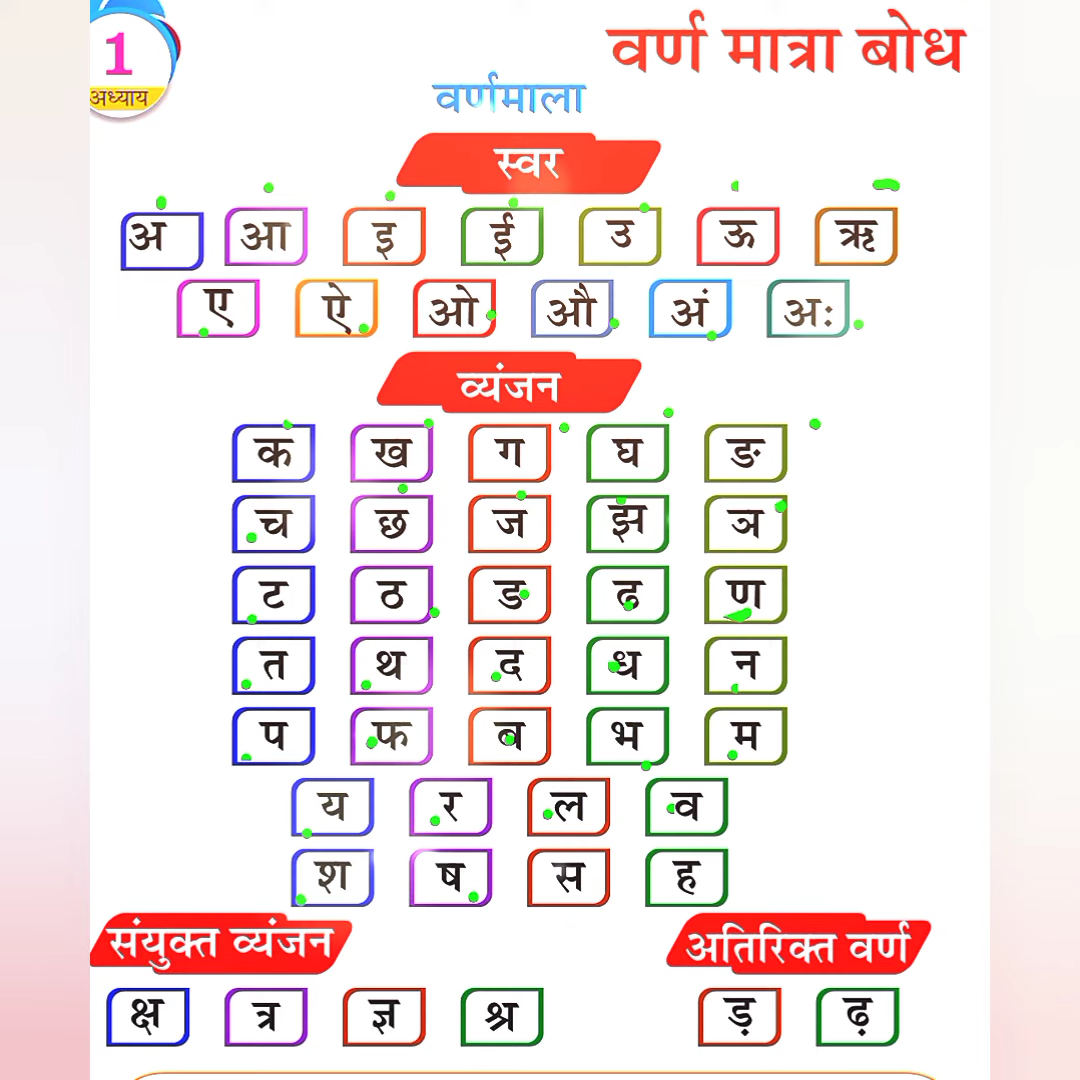 1
अध्याय
वर्ण मात्रा बोध
वर्णमाला
स्वर
अ आ इ ई उ ऊ ऋ
ए ऐ ओ औ अं अः
व्यंजन
क ख ग घ ङ
च छ ज झ ञ
ट ठ ड ढ ण
त थ द ध न
प फ ब भ म
य र ल व
श ष स ह
संयुक्त व्यंजन
क्ष त्र ज्ञ श्र
अतिरिक्त वर्ण
ड़ ढ़